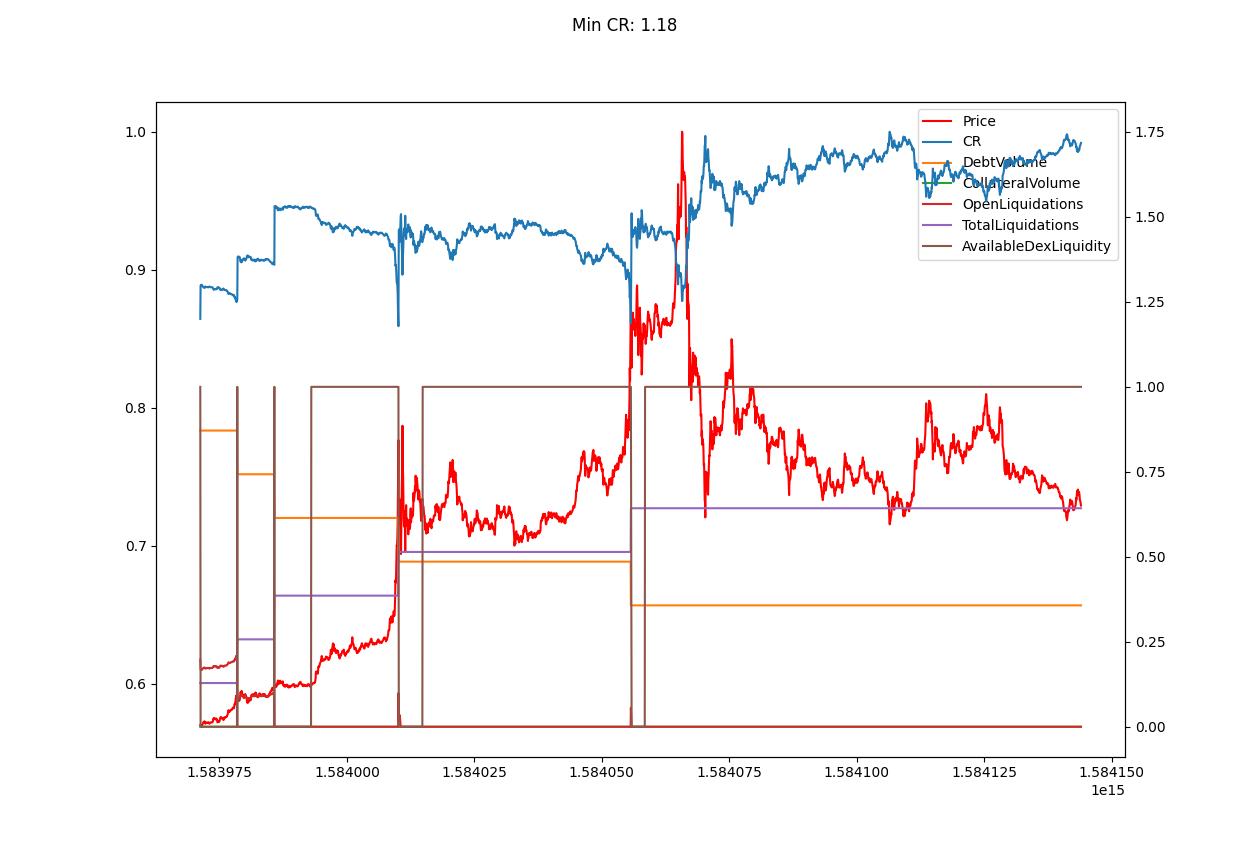 Min CR: 1.18
1.0
0.9
0.8
0.7
0.6
1.75
1.50
1.25
1.00
0.75
0.50
0.25
0.00
Price
CR
DebtVolume
CollateralVolume
OpenLiquidations
TotalLiquidations
AvailableDexLiquidity
1.583975 1.584000 1.584025 1.584050 1.584075 1.584100 1.584125 1.584150
1e15